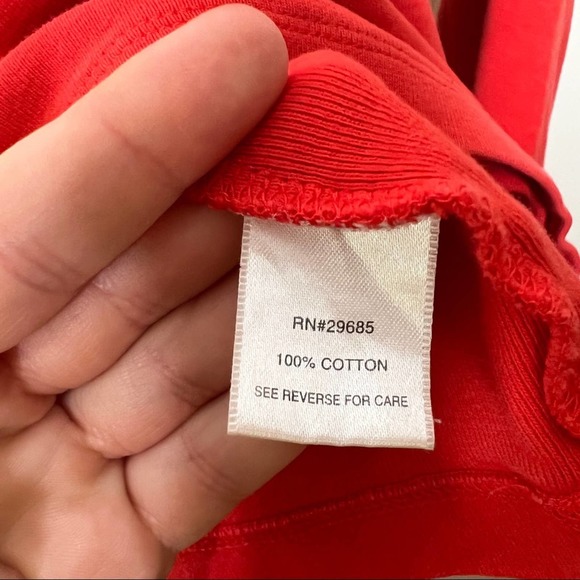 RN#29685
100% COTTON
SEE REVERSE FOR CARE